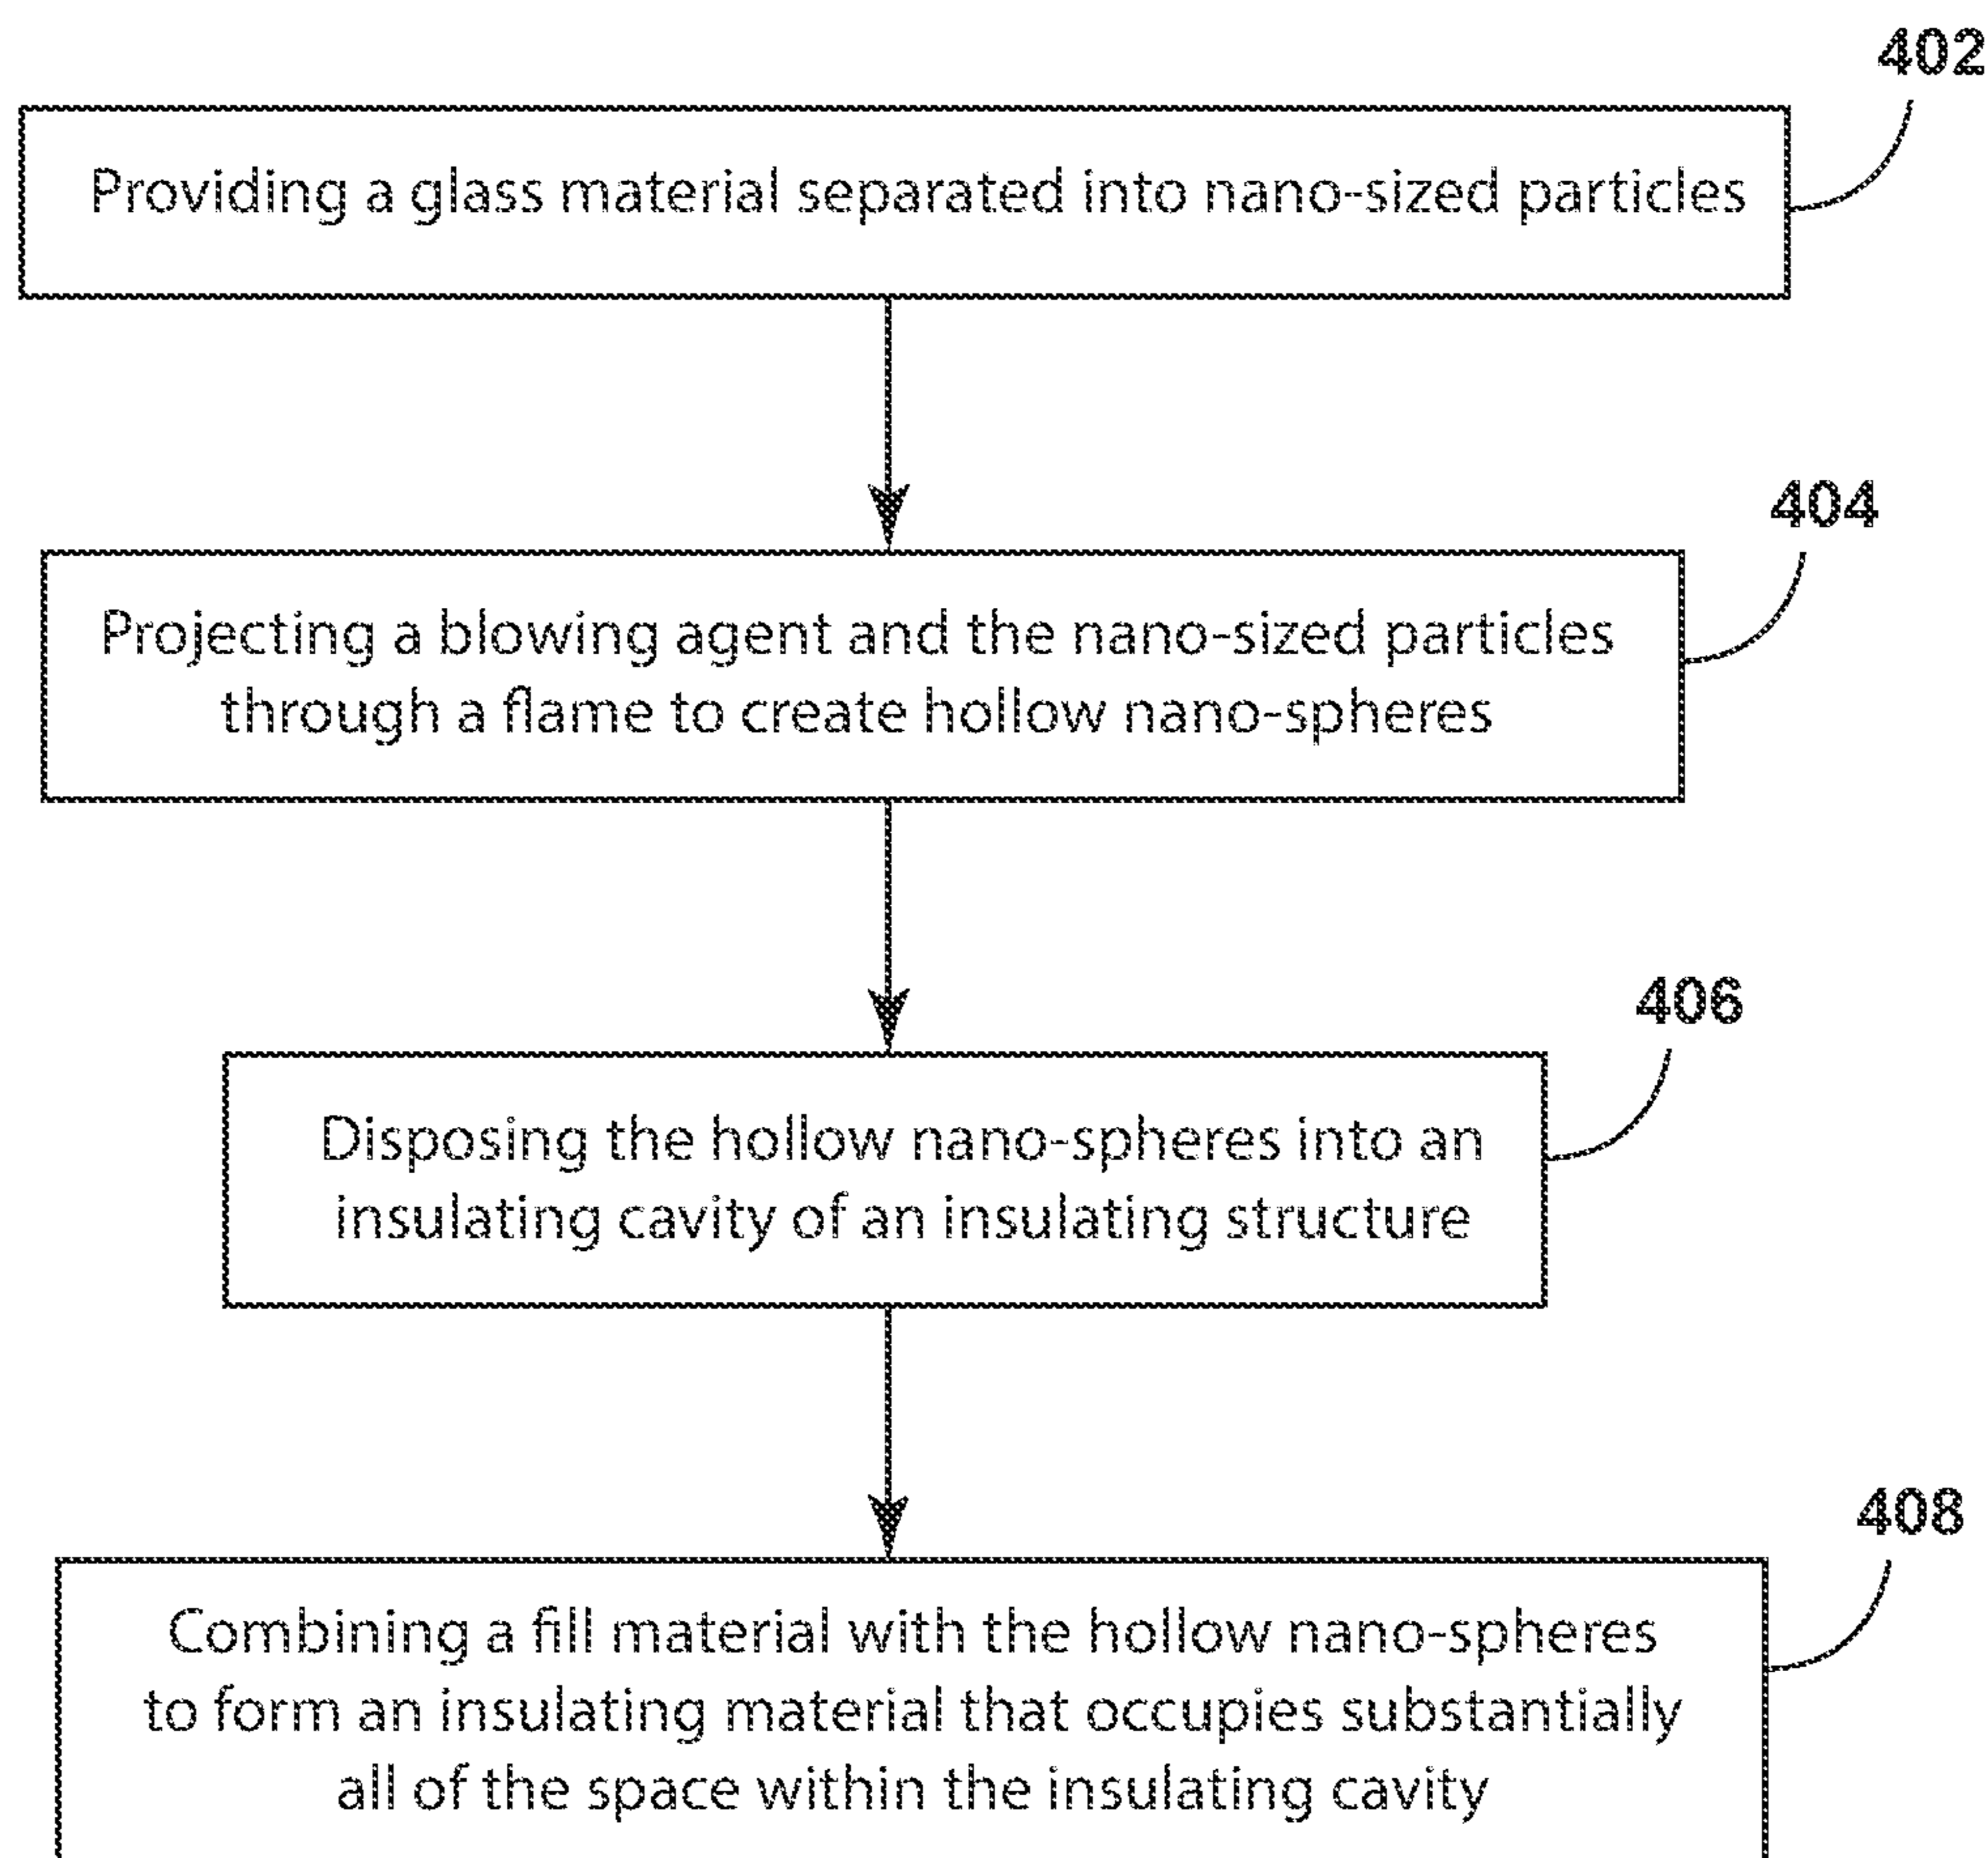 402
Providing a glass material separated into nano-sized particles
404
Projecting a blowing agent and the nano-sized particles
through a flame to create hollow nano-spheres
406
Disposing the hollow nano-spheres into an
insulating cavity of an insulating structure
408
Combining a fill material with the hollow nano-spheres
to form an insulating material that occupies substantially
all of the space within the insulating cavity